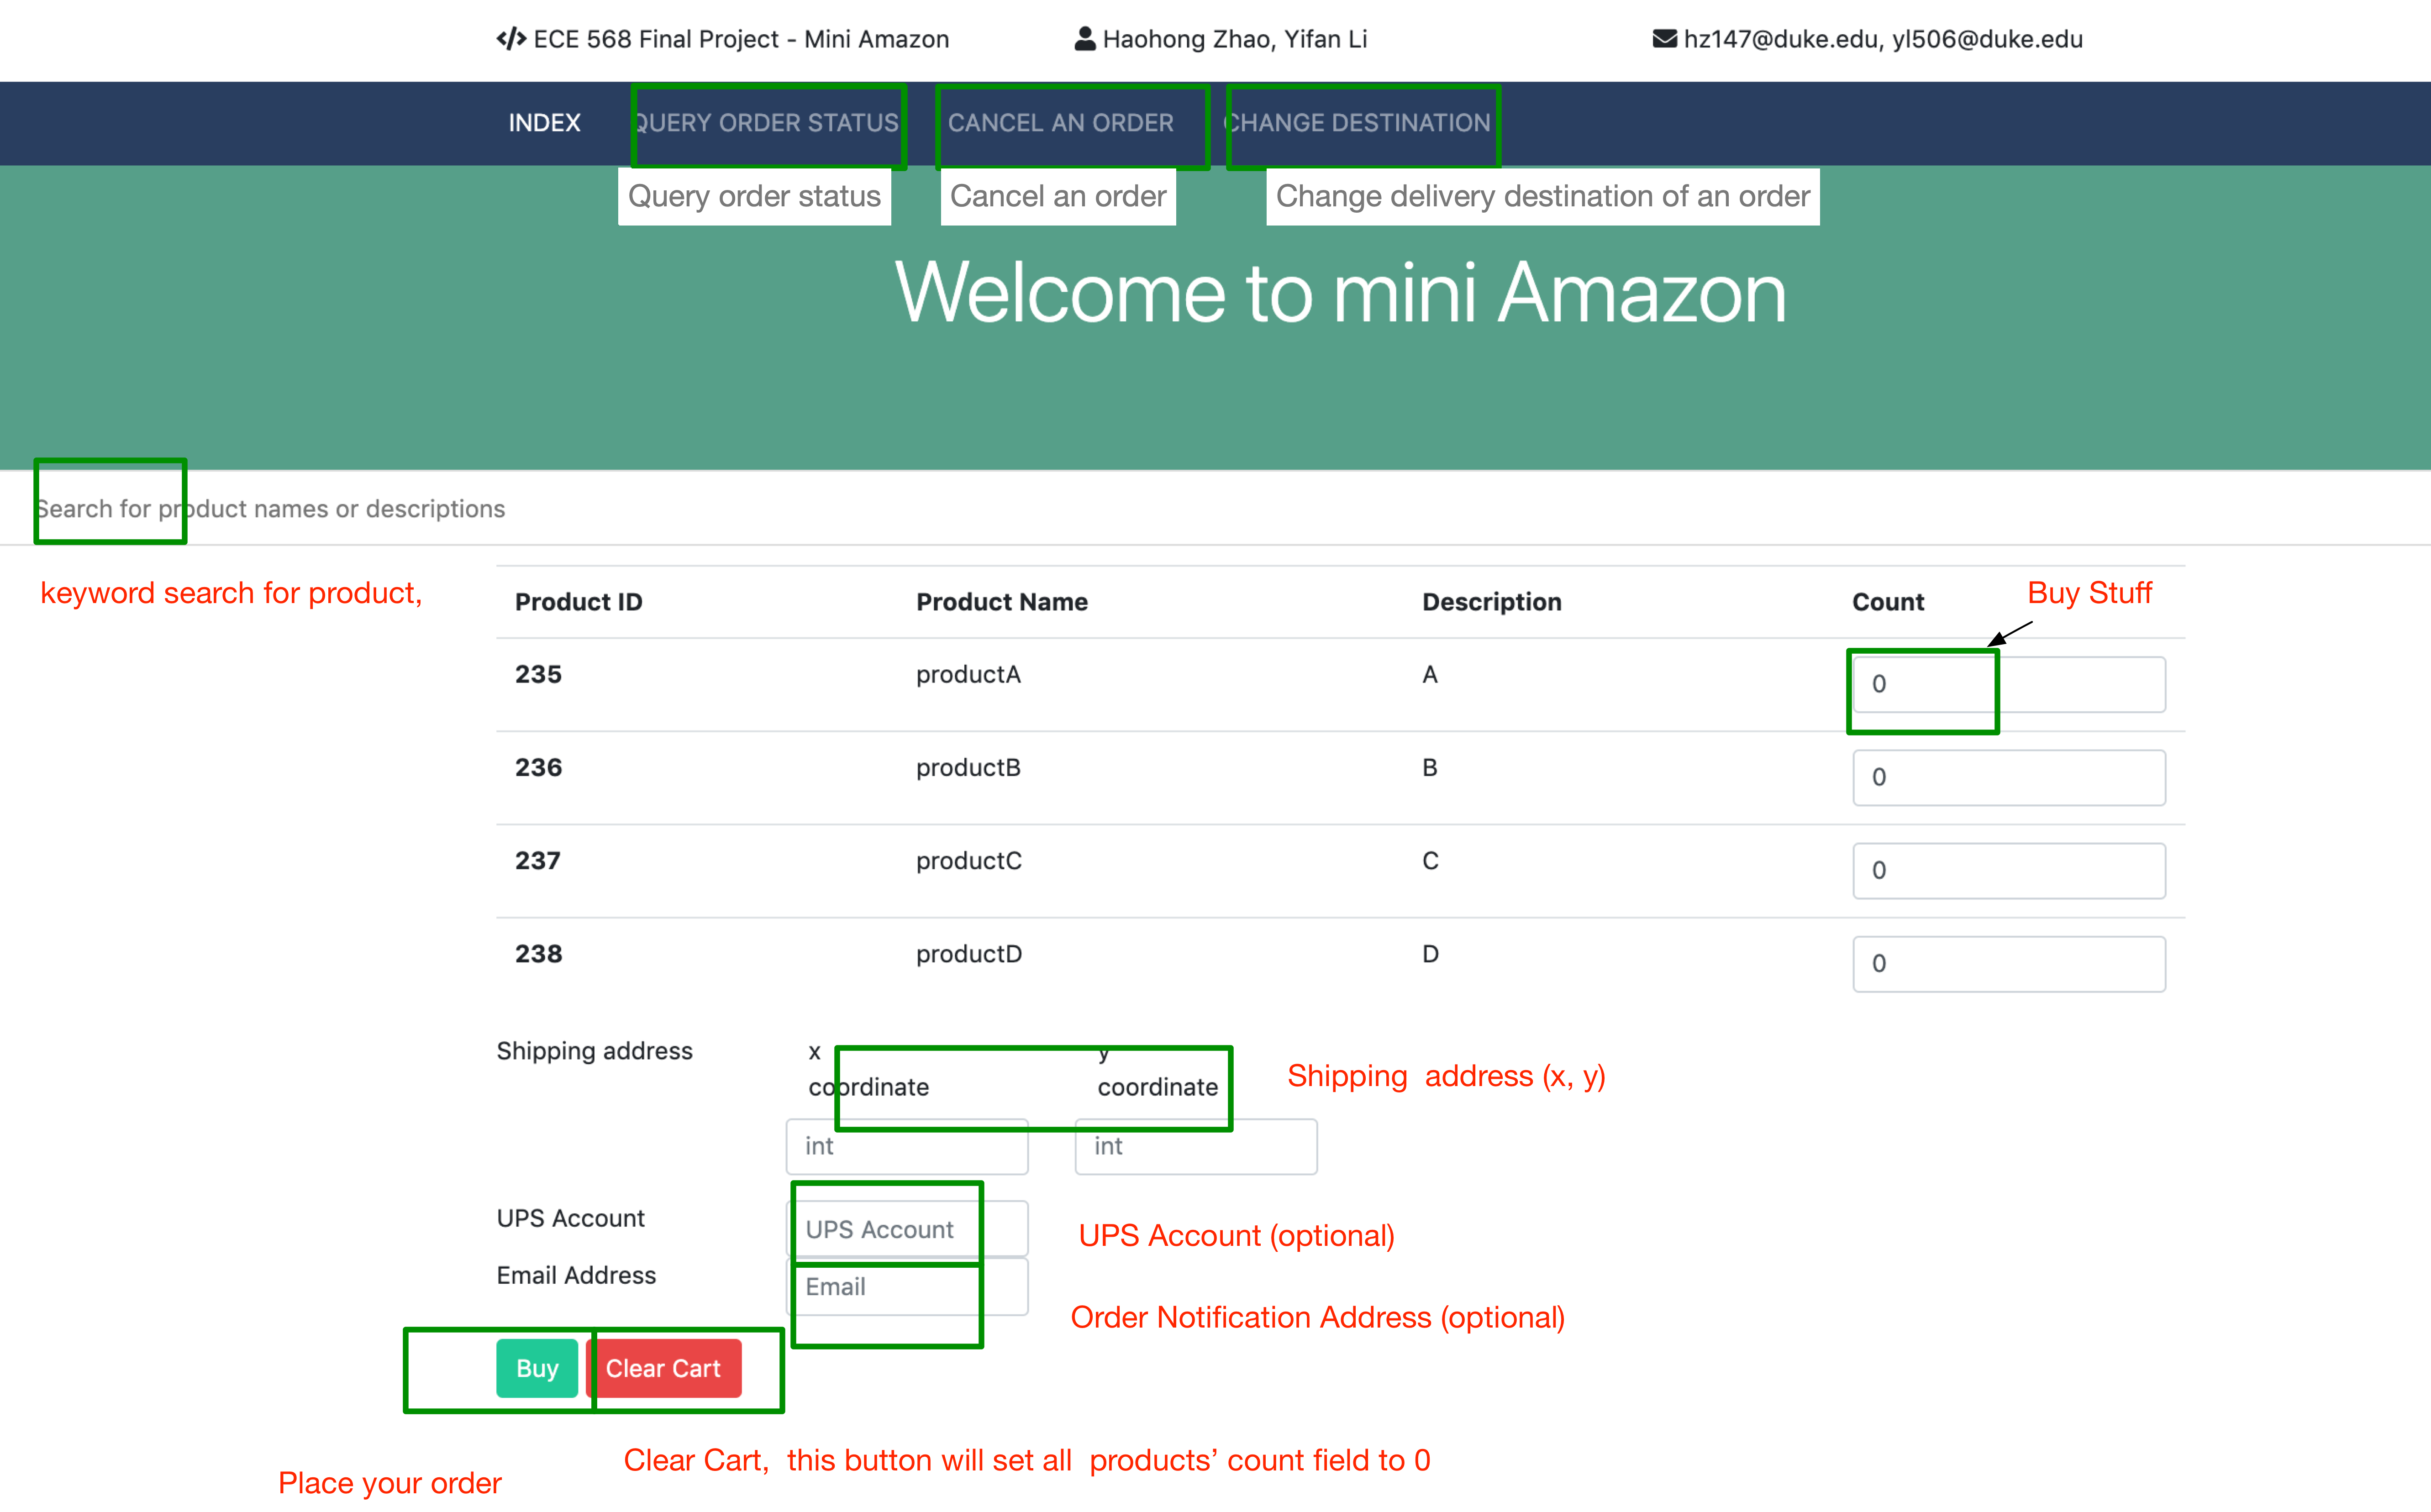 ECE 568 Final Project - Mini Amazon Haohong Zhao, Yifan Li hz147@duke.edu, yl506@duke.edu
INDEX QUERY ORDER STATUS CANCEL AN ORDER CHANGE DESTINATION
Query order status Cancel an order Change delivery destination of an order
Welcome to mini Amazon
Search for product names or descriptions
keyword search for product,
Buy Stuff
Product ID Product Name Description Count
235 productA A 0
236 productB B 0
237 productC C 0
238 productD D 0
Shipping address x y
coordinate coordinate
Shipping address (x, y)
int int
UPS Account UPS Account UPS Account (optional)
Email Address Email
Order Notification Address (optional)
Buy Clear Cart
Clear Cart, this button will set all products’ count field to 0
Place your order